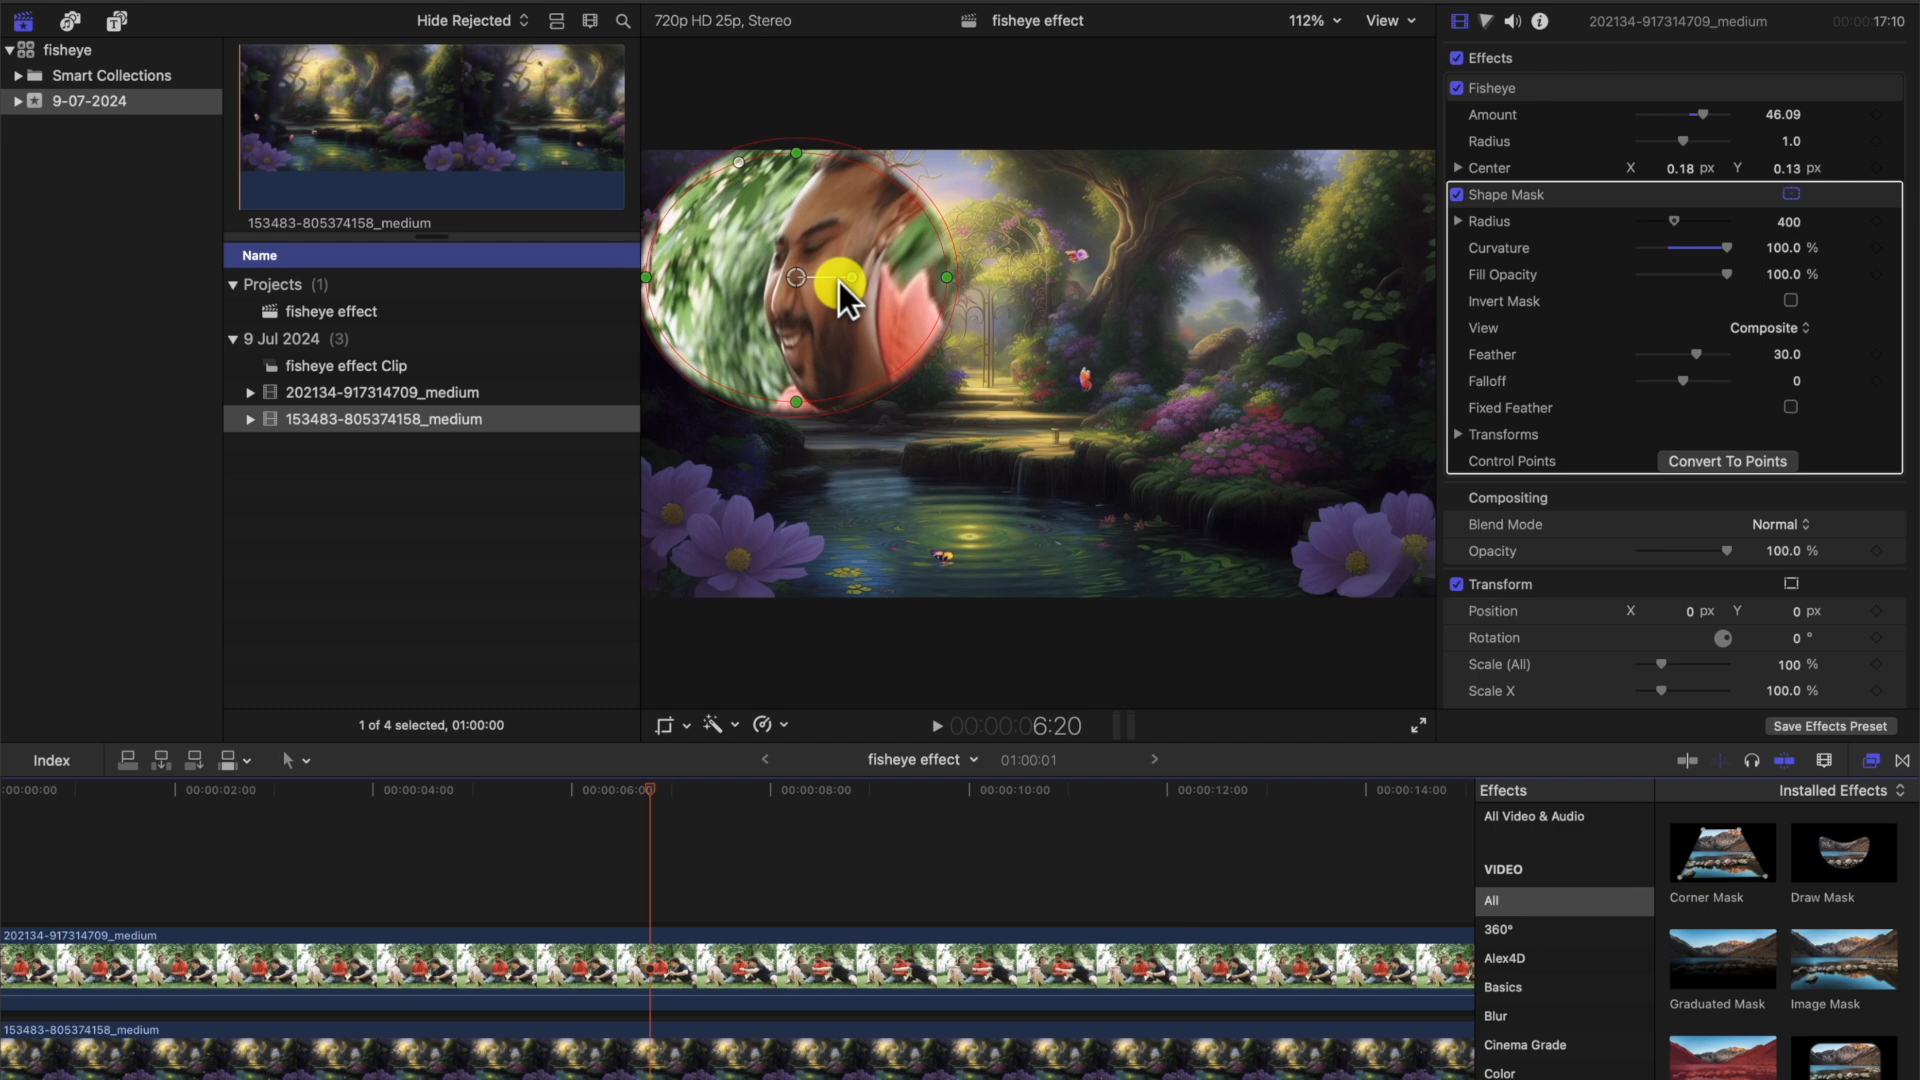 Hide Rejected
720p HD 25p, Stereo
fisheye effect
112%
View
202134-917314709_medium
00:00:17:10
fisheye
Smart Collections
9-07-2024
153483-805374158_medium
Name
Projects (1)
fisheye effect
9 Jul 2024 (3)
fisheye effect Clip
202134-917314709_medium
153483-805374158_medium
1 of 4 selected, 01:00:00
00:00:06:20
Effects
Fisheye
Amount 46.09
Radius 1.0
Center X 0.18 px Y 0.13 px
Shape Mask
Radius 400
Curvature 100.0 %
Fill Opacity 100.0 %
Invert Mask
View Composite
Feather 30.0
Falloff 0
Fixed Feather
Transforms
Control Points Convert To Points
Compositing
Blend Mode Normal
Opacity 100.0 %
Transform
Position X 0 px Y 0 px
Rotation 0 °
Scale (All) 100 %
Scale X 100.0 %
Save Effects Preset
Index
fisheye effect
01:00:01
:00:00:00
00:00:02:00
00:00:04:00
00:00:06:00
00:00:08:00
00:00:10:00
00:00:12:00
00:00:14:00
202134-917314709_medium
153483-805374158_medium
Effects
Installed Effects
All Video & Audio
VIDEO
All
360°
Alex4D
Basics
Blur
Cinema Grade
Color
Corner Mask
Draw Mask
Graduated Mask
Image Mask